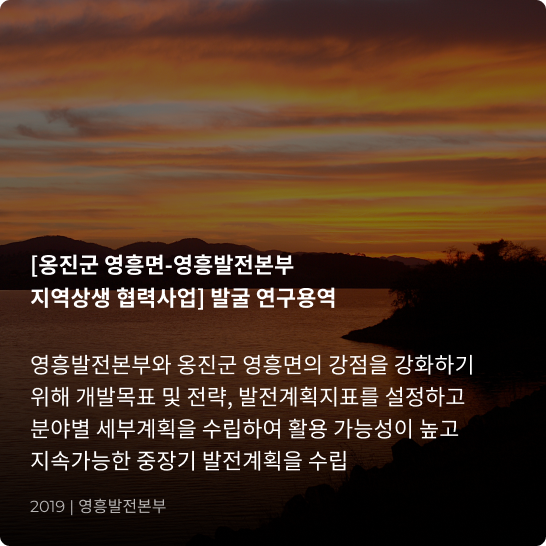 [옹진군 영흥면-영흥발전본부
지역상생 협력사업] 발굴 연구용역
영흥발전본부와 옹진군 영흥면의 강점을 강화하기
위해 개발목표 및 전략, 발전계획지표를 설정하고
분야별 세부계획을 수립하여 활용 가능성이 높고
지속가능한 중장기 발전계획을 수립
2019 | 영흥발전본부